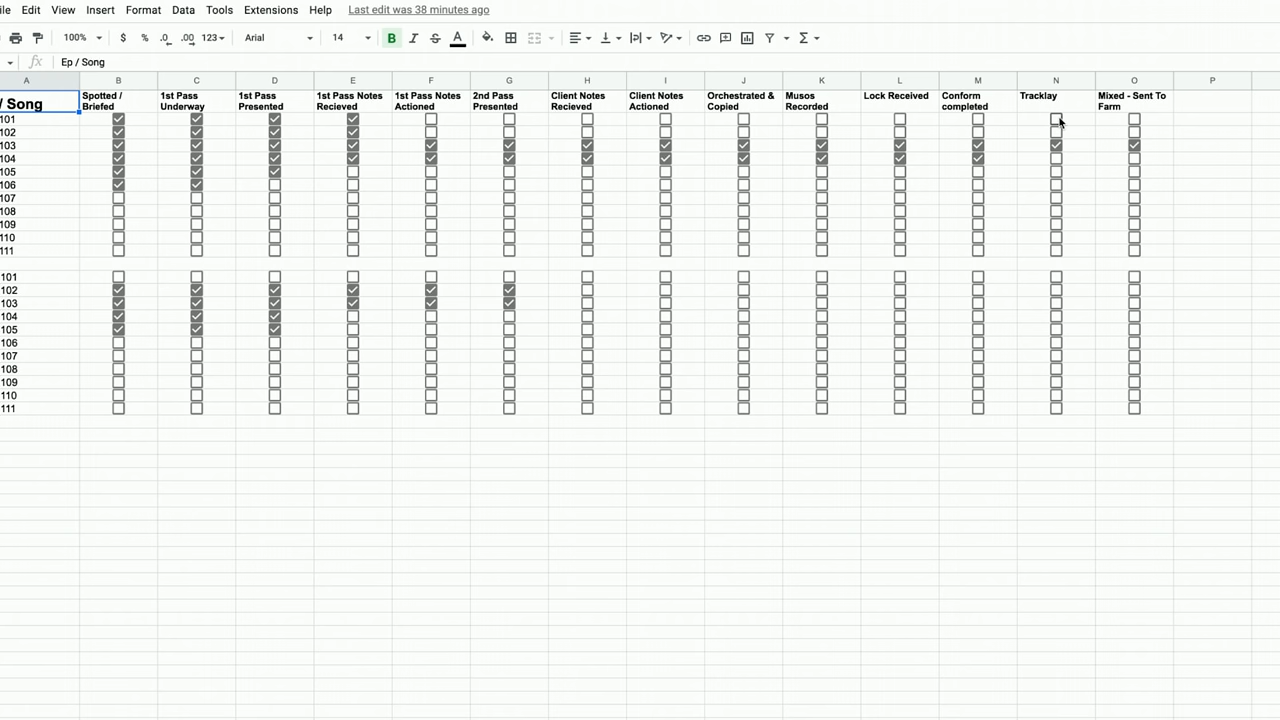 ile Edit View Insert Format Data Tools Extensions Help Last edit was 38 minutes ago
100% $ % .0 .00 123 Arial 14 B I S A
fx Ep / Song
A B C D E F G H I J K L M N O P
/ Song
Spotted / Briefed
1st Pass Underway
1st Pass Presented
1st Pass Notes Recieved
1st Pass Notes Actioned
2nd Pass Presented
Client Notes Recieved
Client Notes Actioned
Orchestrated & Copied
Musos Recorded
Lock Received
Conform completed
Tracklay
Mixed - Sent To Farm
101
102
103
104
105
106
107
108
109
110
111
101
102
103
104
105
106
107
108
109
110
111